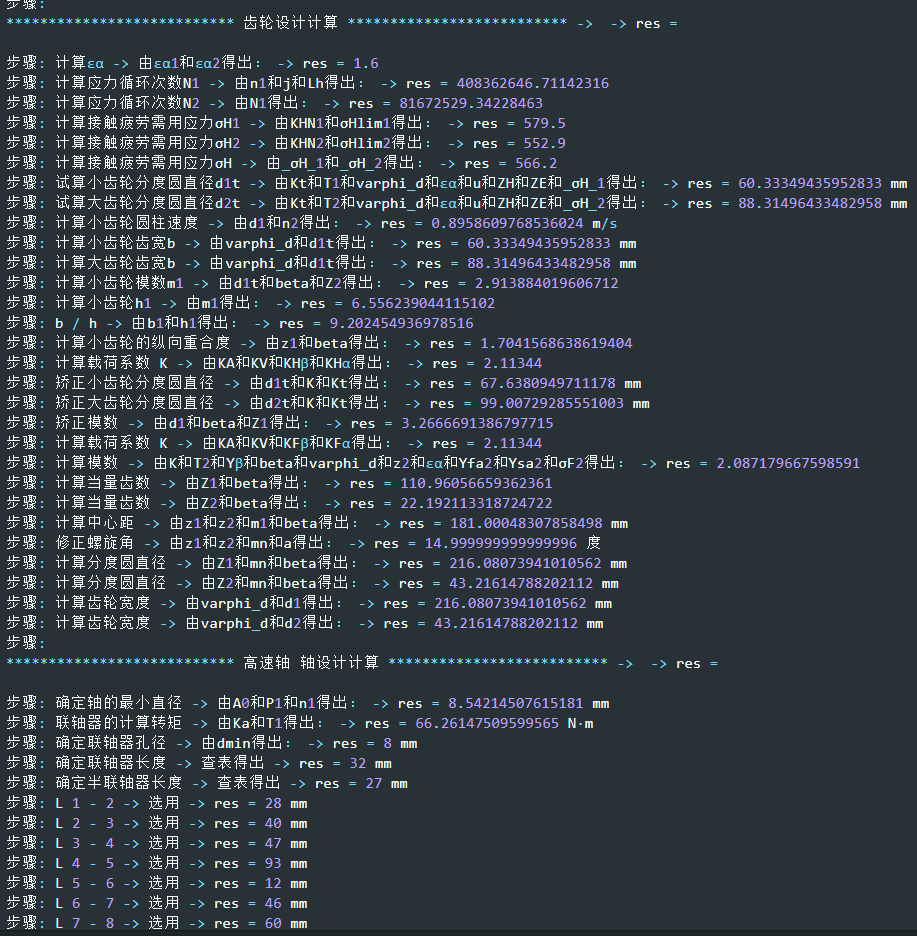 步骤:
*************************** 齿轮设计计算 ************************** -> -> res =
步骤: 计算εα -> 由εα1和εα2得出: -> res = 1.6
步骤: 计算应力循环次数N1 -> 由n1和j和Lh得出: -> res = 408362646.71142316
步骤: 计算应力循环次数N2 -> 由N1得出: -> res = 81672529.34228463
步骤: 计算接触疲劳需用应力σH1 -> 由KHN1和σHlim1得出: -> res = 579.5
步骤: 计算接触疲劳需用应力σH2 -> 由KHN2和σHlim2得出: -> res = 552.9
步骤: 计算接触疲劳需用应力σH -> 由_σH_1和_σH_2得出: -> res = 566.2
步骤: 试算小齿轮分度圆直径d1t -> 由Kt和T1和varphi_d和εα和u和ZH和ZE和_σH_1得出: -> res = 60.33349435952833 mm
步骤: 试算大齿轮分度圆直径d2t -> 由Kt和T2和varphi_d和εα和u和ZH和ZE和_σH_2得出: -> res = 88.31496433482958 mm
步骤: 计算小齿轮圆柱速度 -> 由d1和n2得出: -> res = 0.8958609768536024 m/s
步骤: 计算小齿轮齿宽b -> 由varphi_d和d1t得出: -> res = 60.33349435952833 mm
步骤: 计算大齿轮齿宽b -> 由varphi_d和d1t得出: -> res = 88.31496433482958 mm
步骤: 计算小齿轮模数m1 -> 由d1t和beta和Z2得出: -> res = 2.913884019606712
步骤: 计算小齿轮h1 -> 由m1得出: -> res = 6.556239044115102
步骤: b / h -> 由b1和h1得出: -> res = 9.202454936978516
步骤: 计算小齿轮的纵向重合度 -> 由z1和beta得出: -> res = 1.7041568638619404
步骤: 计算载荷系数 K -> 由KA和KV和KHβ和KHα得出: -> res = 2.11344
步骤: 矫正小齿轮分度圆直径 -> 由d1t和K和Kt得出: -> res = 67.6380949711178 mm
步骤: 矫正大齿轮分度圆直径 -> 由d2t和K和Kt得出: -> res = 99.00729285551003 mm
步骤: 矫正模数 -> 由d1和beta和Z1得出: -> res = 3.2666691386797715
步骤: 计算载荷系数 K -> 由KA和KV和KFβ和KFα得出: -> res = 2.11344
步骤: 计算模数 -> 由K和T2和Yβ和beta和varphi_d和z2和εα和Yfa2和Ysa2和σF2得出: -> res = 2.087179667598591
步骤: 计算当量齿数 -> 由Z1和beta得出: -> res = 110.96056659362361
步骤: 计算当量齿数 -> 由Z2和beta得出: -> res = 22.192113318724722
步骤: 计算中心距 -> 由z1和z2和m1和beta得出: -> res = 181.00048307858498 mm
步骤: 修正螺旋角 -> 由z1和z2和mn和a得出: -> res = 14.999999999999996 度
步骤: 计算分度圆直径 -> 由Z1和mn和beta得出: -> res = 216.08073941010562 mm
步骤: 计算分度圆直径 -> 由Z2和mn和beta得出: -> res = 43.21614788202112 mm
步骤: 计算齿轮宽度 -> 由varphi_d和d1得出: -> res = 216.08073941010562 mm
步骤: 计算齿轮宽度 -> 由varphi_d和d2得出: -> res = 43.21614788202112 mm
步骤:
*************************** 高速轴 轴设计计算 ************************** -> -> res =
步骤: 确定轴的最小直径 -> 由A0和P1和n1得出: -> res = 8.54214507615181 mm
步骤: 联轴器的计算转矩 -> 由Ka和T1得出: -> res = 66.26147509599565 N·m
步骤: 确定联轴器孔径 -> 由dmin得出: -> res = 8 mm
步骤: 确定联轴器长度 -> 查表得出 -> res = 32 mm
步骤: 确定半联轴器长度 -> 查表得出 -> res = 27 mm
步骤: L 1 - 2 -> 选用 -> res = 28 mm
步骤: L 2 - 3 -> 选用 -> res = 40 mm
步骤: L 3 - 4 -> 选用 -> res = 47 mm
步骤: L 4 - 5 -> 选用 -> res = 93 mm
步骤: L 5 - 6 -> 选用 -> res = 12 mm
步骤: L 6 - 7 -> 选用 -> res = 46 mm
步骤: L 7 - 8 -> 选用 -> res = 60 mm